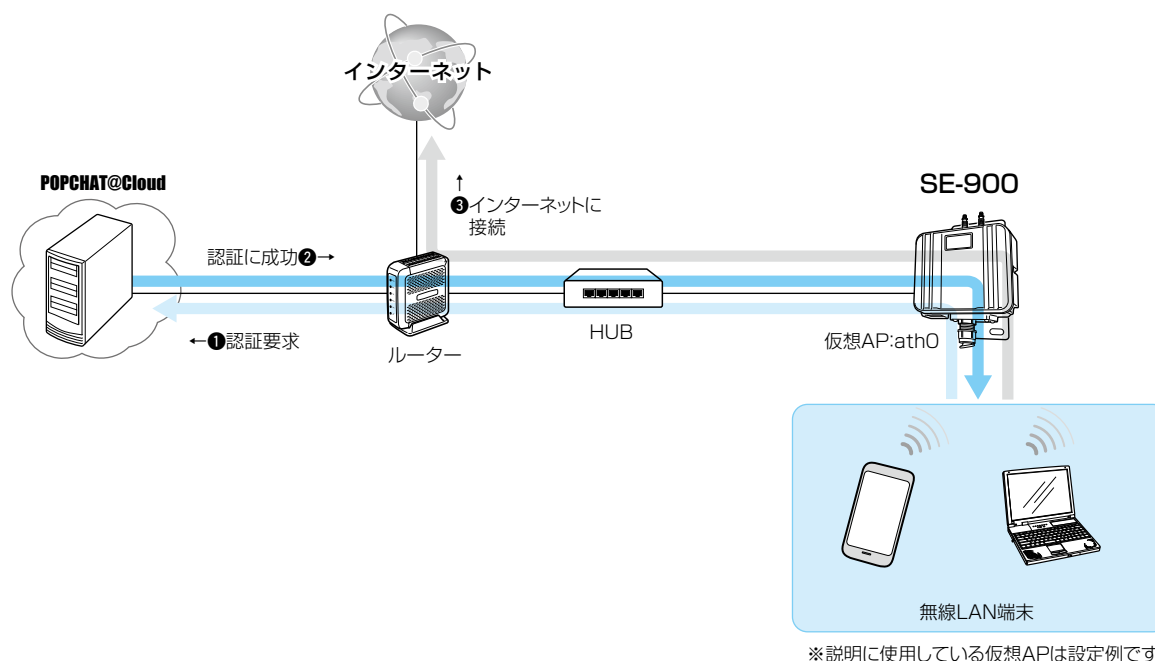 インターネット
POPCHAT@Cloud
SE-900
↑
❸インターネットに
接続
認証に成功❷→
←❶認証要求
ルーター
HUB
仮想AP:ath0
無線LAN端末
※説明に使用している仮想APは設定例です